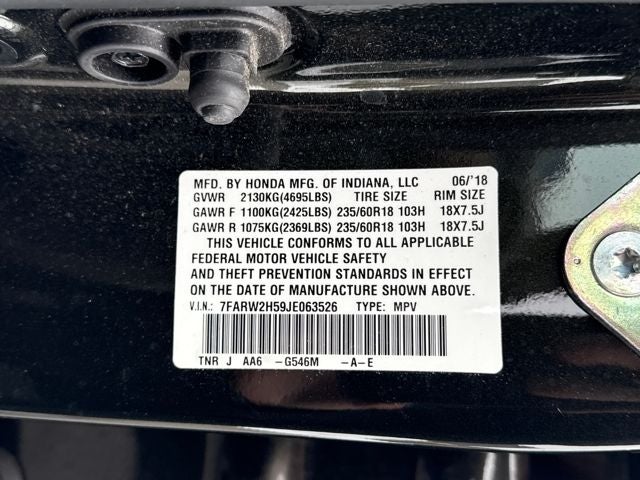 MFD. BY HONDA MFG. OF INDIANA, LLC 06/'18
GVWR 2130KG(4695LBS) TIRE SIZE RIM SIZE
GAWR F 1100KG(2425LBS) 235/60R18 103H 18X7.5J
GAWR R 1075KG(2369LBS) 235/60R18 103H 18X7.5J
THIS VEHICLE CONFORMS TO ALL APPLICABLE
FEDERAL MOTOR VEHICLE SAFETY
AND THEFT PREVENTION STANDARDS IN EFFECT
ON THE DATE OF MANUFACTURE SHOWN ABOVE.
V.I.N.: 7FARW2H59JE063526 TYPE: MPV
TNR J AA6 -G546M -A-E